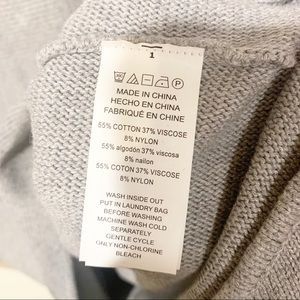 1
MADE IN CHINA
HECHO EN CHINA
FABRIQUÉ EN CHINE
55% COTTON 37% VISCOSE
8% NYLON
55% algodón 37% viscosa
8% nailon
55% COTON 37% VISCOSE
8% NYLON
WASH INSIDE OUT
PUT IN LAUNDRY BAG
BEFORE WASHING
MACHINE WASH COLD
SEPARATELY
GENTLE CYCLE
ONLY NON-CHLORINE
BLEACH